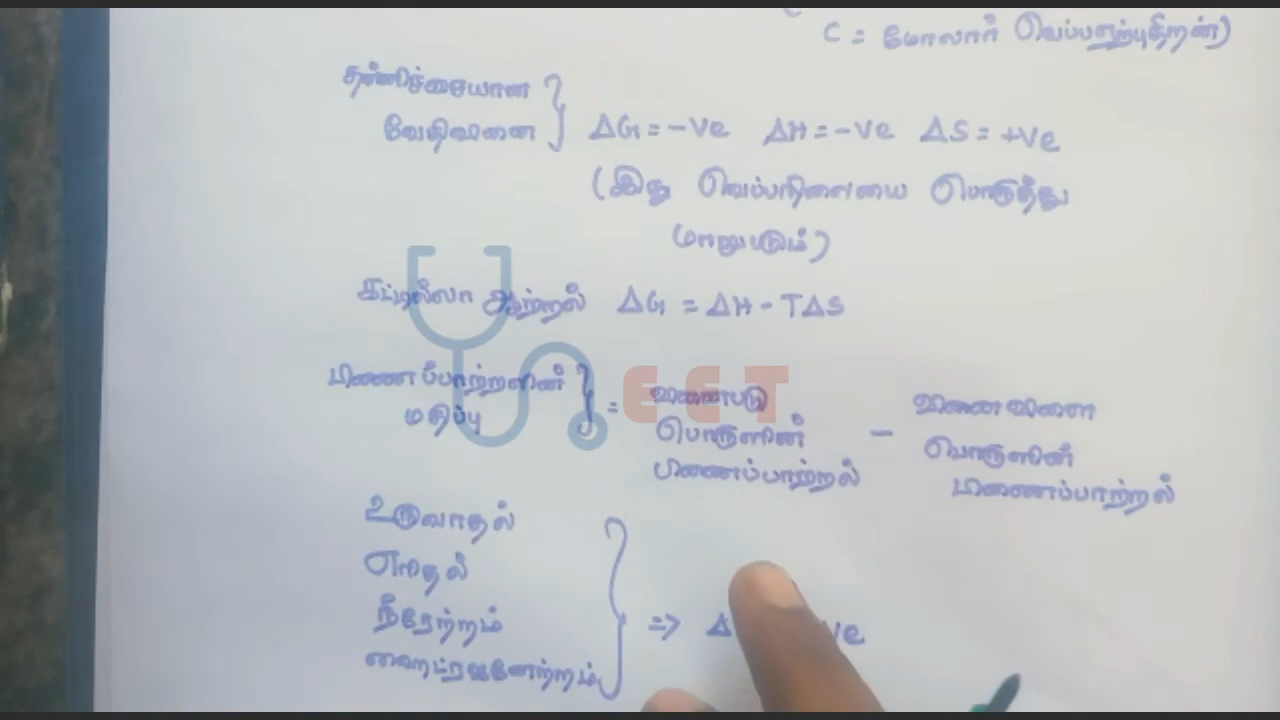 C = மோலார் வெப்பஏற்புதிறன்)
தன்னிச்சையான
வேதிவினை } ΔG = -ve ΔH = -ve ΔS = +ve
(இது வெப்பநிலையை பொருத்து
மாறுபடும்)
கட்டிலா ஆற்றல் ΔG = ΔH - TΔS
பிணைப்பாற்றலின்
மதிப்பு } = வினைபடு பொருளின் பிணைப்பாற்றல் - வினைவிளை பொருளின் பிணைப்பாற்றல்
EET
உருவாதல்
எரிதல்
நீரேற்றம்
ஹைட்ரஜனேற்றம் } => Δ ve